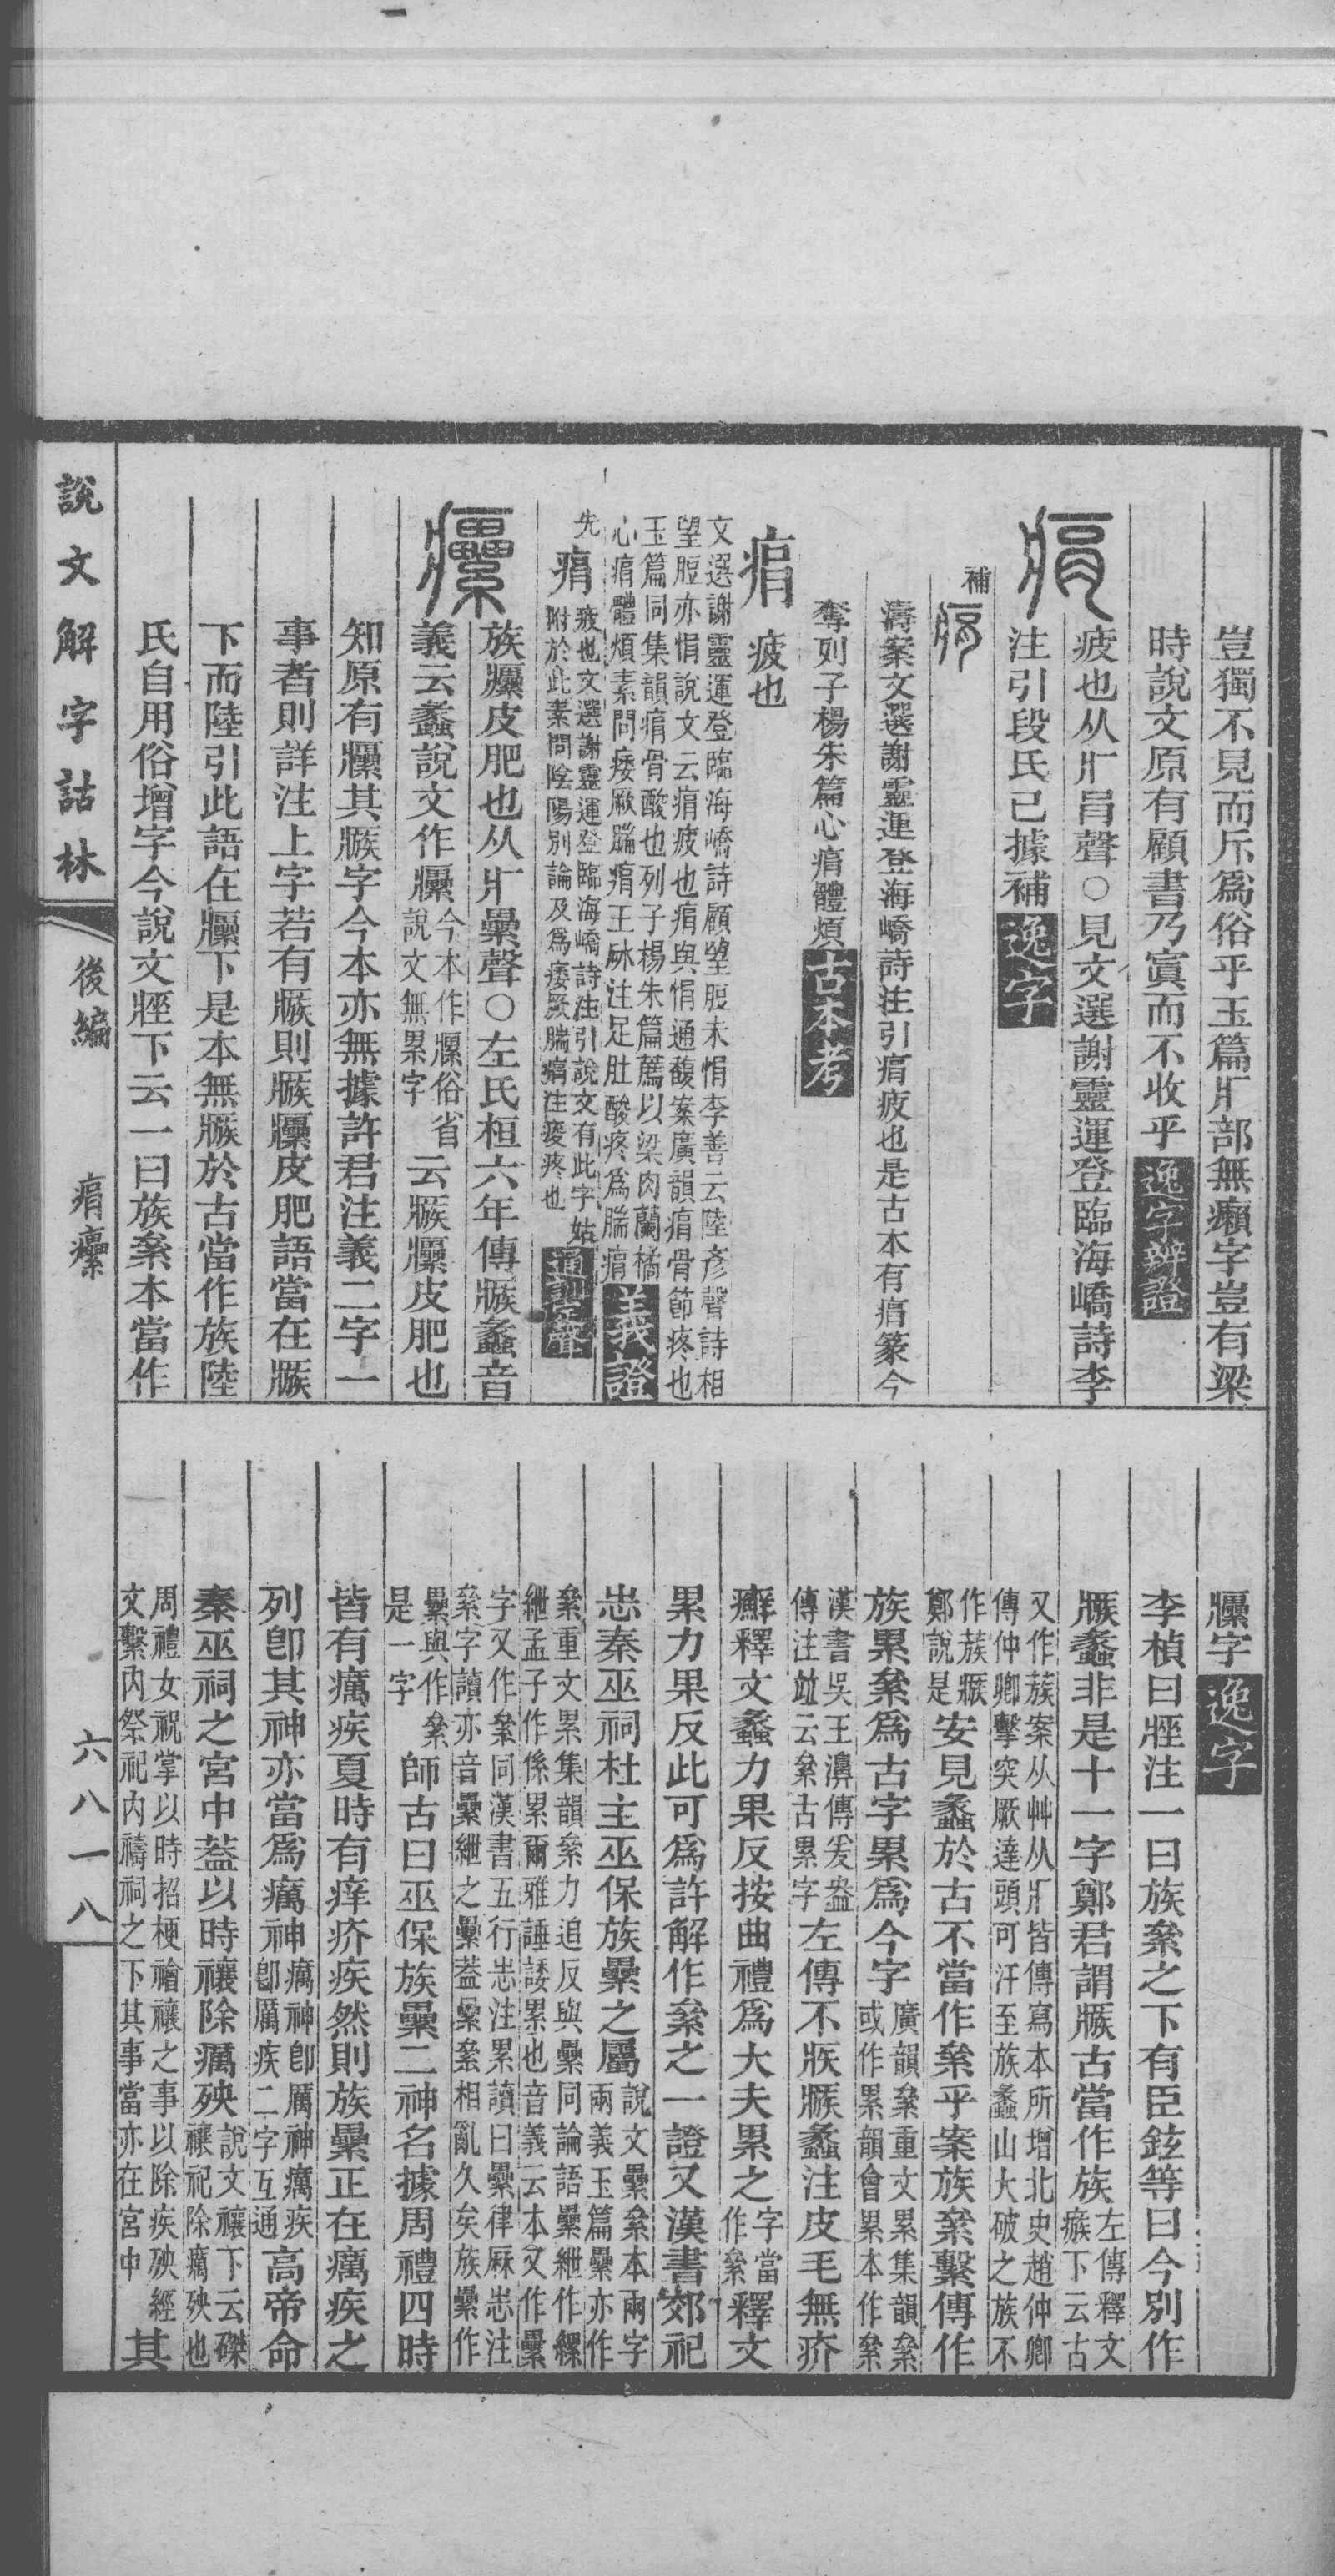 豈獨不見而斥爲俗乎玉篇疒部無癩字豈有梁
時說文原有顧書乃寘而不收乎逸字辨證
疲也从疒肙聲○見文選謝靈運登臨海嶠詩李
注引段氏已據補逸字
補
濤案文選謝靈運登海嶠詩注引痟疲也是古本有痟篆今
奪列子楊朱篇心痟體煩古本考
痟疲也
文選謝靈運登臨海嶠詩顧望脰未悁李善云陸彥聲詩相
望脰亦悁說文云痟疲也痟與悁通馥案廣韻痟骨節疼也
玉篇同集韻痟骨酸也列子楊朱篇薦以梁肉蘭橘
心痟體煩素問痿厥腨痟王砅注足肚酸疼爲腨痟義證
先痟疲也文選謝靈運登臨海嶠詩注引說文有此字姑
附於此素問陰陽別論及爲痿厥腨痟注痠疼也通訓聲
族癳皮肥也从疒纍聲○左氏桓六年傳瘯蠡音
義云蠡說文作癳今本作瘰俗省
說文無累字云瘯癳皮肥也
知原有癳其瘯字今本亦無據許君注義二字一
事者則詳注上字若有瘯則瘯癳皮肥語當在瘯
下而陸引此語在癳下是本無瘯於古當作族陸
氏自用俗增字今說文痤下云一曰族絫本當作
說文解字詁林
後編
痟癳
六八一八
癳字逸字
李楨曰痤注一曰族絫之下有臣鉉等曰今別作
瘯蠡非是十一字鄭君謂瘯古當作族左傳釋文
瘯下云古
又作蔟案从艸从疒皆傳寫本所增北史趙仲卿
傳仲卿擊突厥達頭可汗至族蠡山大破之族不
作蔟瘯
鄭說是安見蠡於古不當作絫乎案族絫繫傳作
族累絫爲古字累爲今字廣韻絫重文累集韻絫
或作累韻會累本作絫
漢書吳王濞傳爰盎
傳注竝云絫古累字左傳不疾瘯蠡注皮毛無疥
癬釋文蠡力果反按曲禮爲大夫累之字當
作絫釋文
累力果反此可爲許解作絫之一證又漢書郊祀
志秦巫祠杜主巫保族纍之屬說文纍絫本兩字
兩義玉篇纍亦作
絫重文累集韻絫力追反與纍同論語纍紲作縲
紲孟子作係累爾雅諈諉累也音義云本又作纍
字又作絫同漢書五行志注累讀曰纍律厤志注
絫字讀亦音纍紲之纍蓋纍絫相亂久矣族纍作
纍與作絫
是一字師古曰巫保族纍二神名據周禮四時
皆有癘疾夏時有痒疥疾然則族纍正在癘疾之
列卽其神亦當爲癘神癘神卽厲神癘疾
卽厲疾二字互通高帝命
秦巫祠之宮中蓋以時禳除癘殃說文禳下云磔
禳祀除癘殃也
周禮女祝掌以時招梗禬禳之事以除疾殃經
文繫內祭祀內禱祠之下其事當亦在宮中其